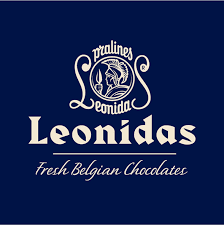 pralines
Leonidas
Leonidas
Fresh Belgian Chocolates